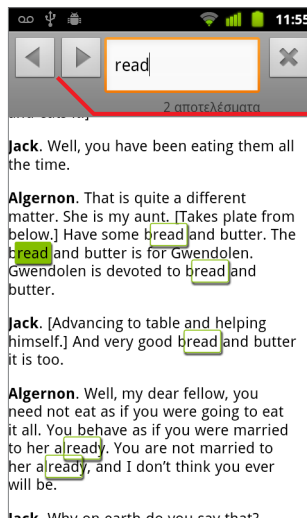 11:55
read
2 αποτελέσματα
Jack. Well, you have been eating them all
the time.
Algernon. That is quite a different
matter. She is my aunt. [Takes plate from
below.] Have some bread and butter. The
bread and butter is for Gwendolen.
Gwendolen is devoted to bread and
butter.
Jack. [Advancing to table and helping
himself.] And very good bread and butter
it is too.
Algernon. Well, my dear fellow, you
need not eat as if you were going to eat
it all. You behave as if you were married
to her already. You are not married to
her already, and I don't think you ever
will be.
Jack. Why on earth do you say that?